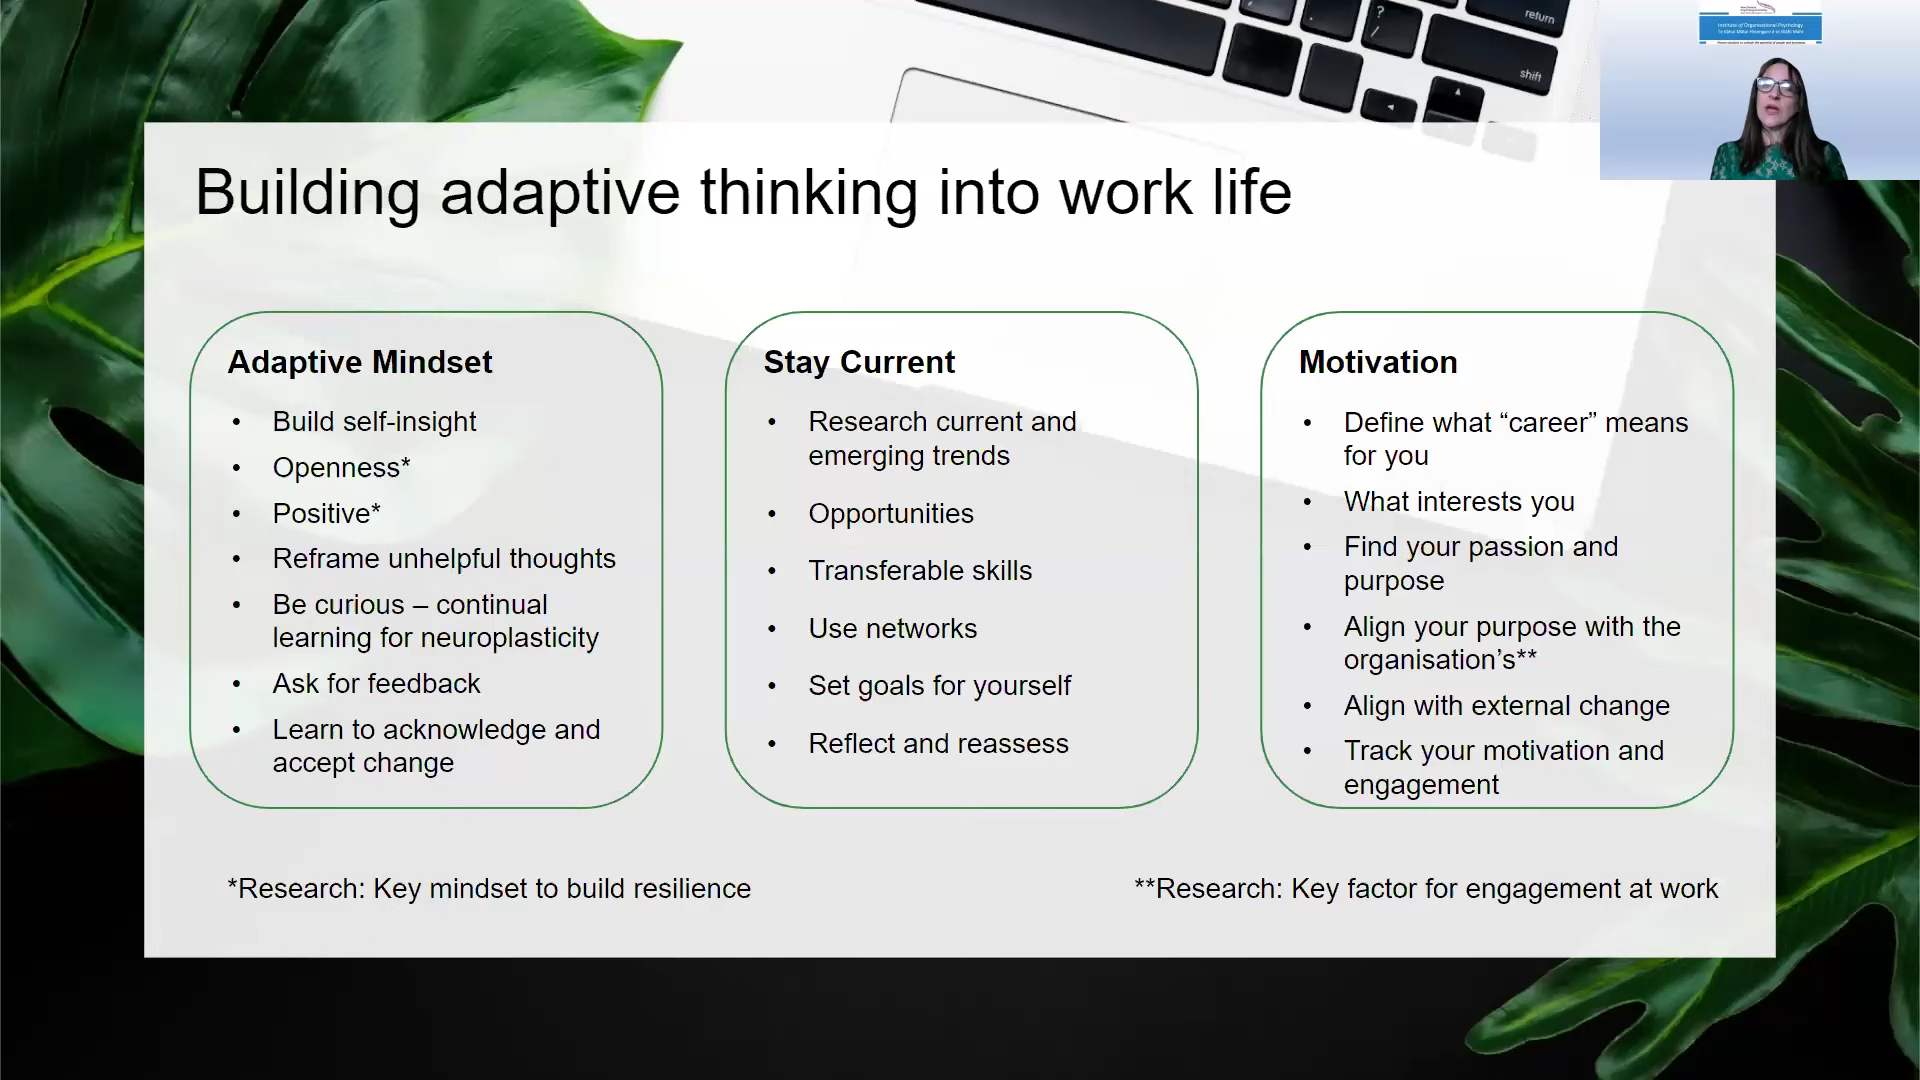 return
?
/
shift
Institute of Organisational Psychology
Building adaptive thinking into work life
Adaptive Mindset
• Build self-insight
• Openness*
• Positive*
• Reframe unhelpful thoughts
• Be curious – continual
learning for neuroplasticity
• Ask for feedback
• Learn to acknowledge and
accept change
Stay Current
• Research current and
emerging trends
• Opportunities
• Transferable skills
• Use networks
• Set goals for yourself
• Reflect and reassess
Motivation
• Define what “career” means
for you
• What interests you
• Find your passion and
purpose
• Align your purpose with the
organisation’s**
• Align with external change
• Track your motivation and
engagement
*Research: Key mindset to build resilience
**Research: Key factor for engagement at work